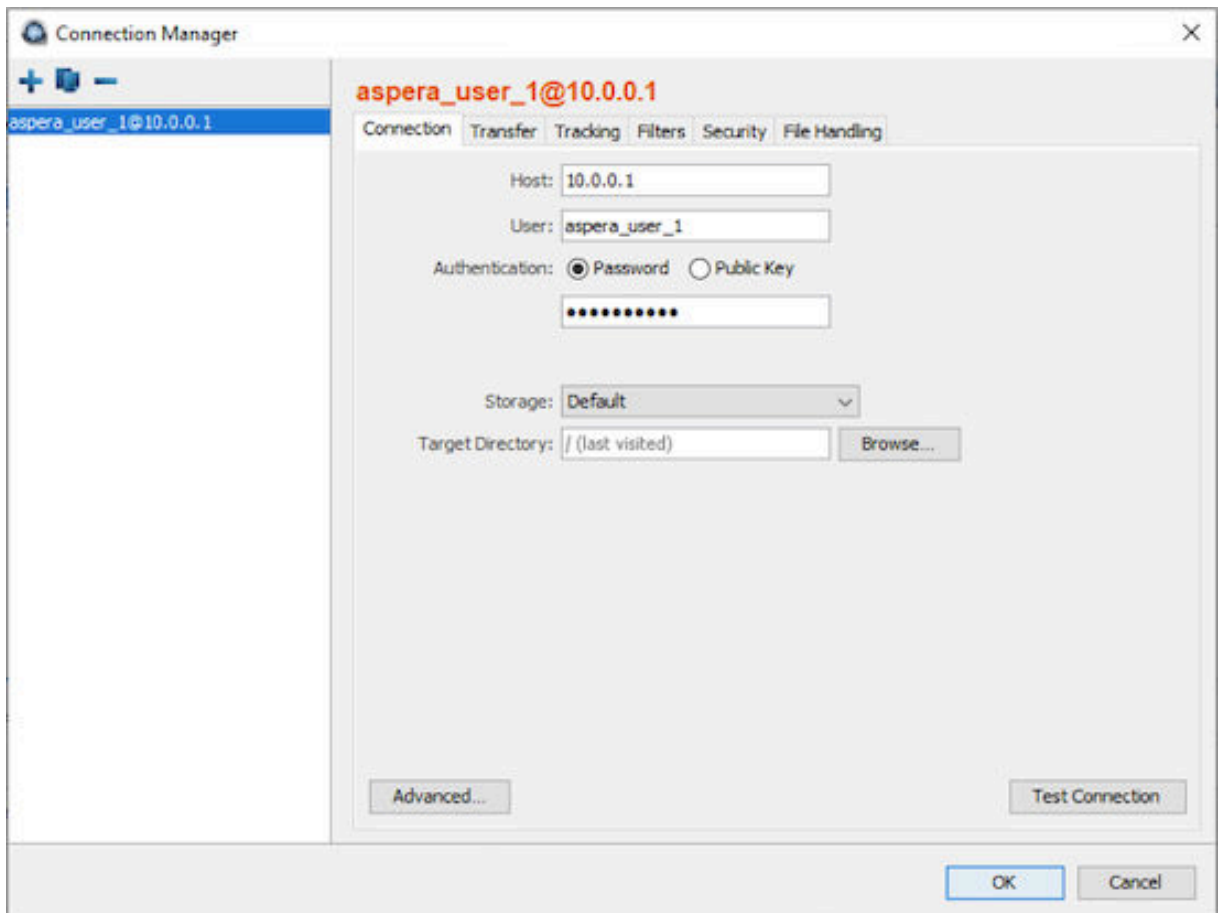 Connection Manager
aspera_user_1@10.0.0.1
aspera_user_1@10.0.0.1
Connection Transfer Tracking Filters Security File Handling
Host: 10.0.0.1
User: aspera_user_1
Authentication: Password Public Key
••••••••••
Storage: Default
Target Directory: / (last visited) Browse...
Advanced... Test Connection
OK Cancel